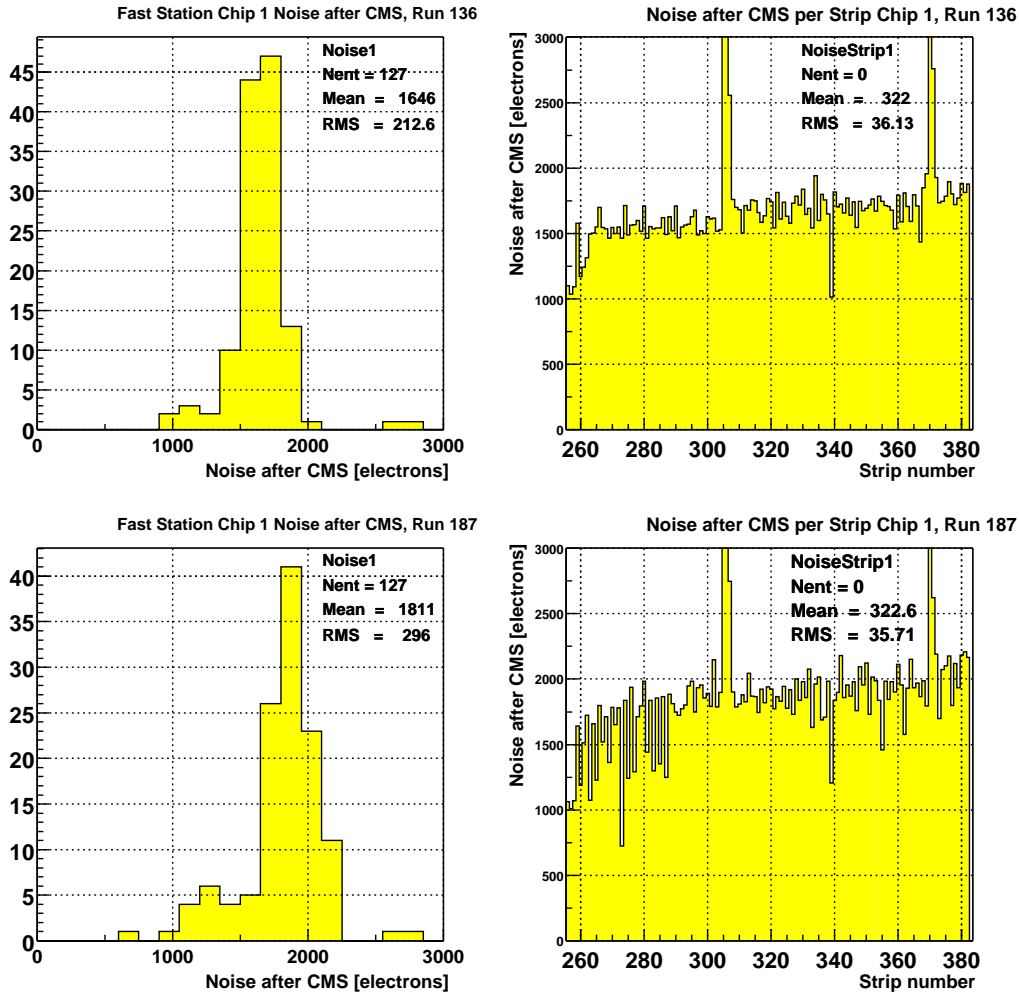 Fast Station Chip 1 Noise after CMS, Run 136
Noise1
Nent = 127
Mean = 1646
RMS = 212.6
45
40
35
30
25
20
15
10
5
0
0 1000 2000 3000
Noise after CMS [electrons]
Noise after CMS per Strip Chip 1, Run 136
NoiseStrip1
Nent = 0
Mean = 322
RMS = 36.13
Noise after CMS [electrons]
3000
2500
2000
1500
1000
500
0
260 280 300 320 340 360 380
Strip number
Fast Station Chip 1 Noise after CMS, Run 187
Noise1
Nent = 127
Mean = 1811
RMS = 296
40
35
30
25
20
15
10
5
0
0 1000 2000 3000
Noise after CMS [electrons]
Noise after CMS per Strip Chip 1, Run 187
NoiseStrip1
Nent = 0
Mean = 322.6
RMS = 35.71
Noise after CMS [electrons]
3000
2500
2000
1500
1000
500
0
260 280 300 320 340 360 380
Strip number